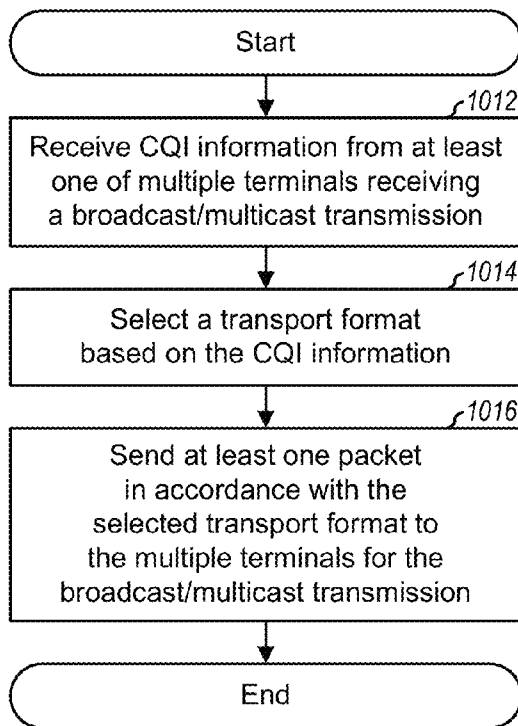 Start
1012
Receive CQI information from at least
one of multiple terminals receiving
a broadcast/multicast transmission
1014
Select a transport format
based on the CQI information
1016
Send at least one packet
in accordance with the
selected transport format to
the multiple terminals for the
broadcast/multicast transmission
End